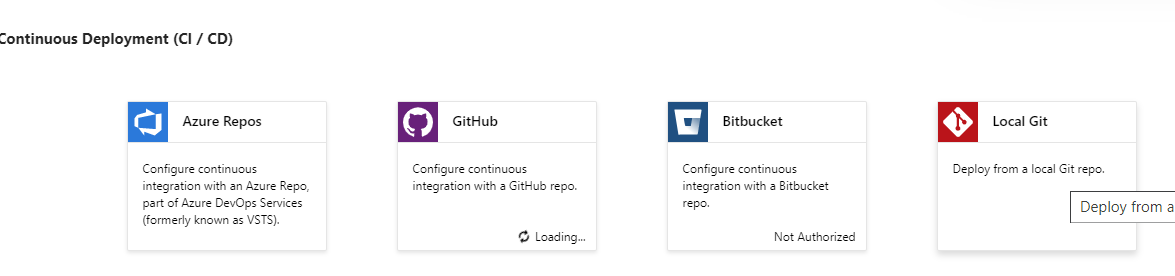 Continuous Deployment (CI / CD)
Azure Repos
Configure continuous
integration with an Azure Repo,
part of Azure DevOps Services
(formerly known as VSTS).
GitHub
Configure continuous
integration with a GitHub repo.
Loading...
Bitbucket
Configure continuous
integration with a Bitbucket
repo.
Not Authorized
Local Git
Deploy from a local Git repo.
Deploy from a